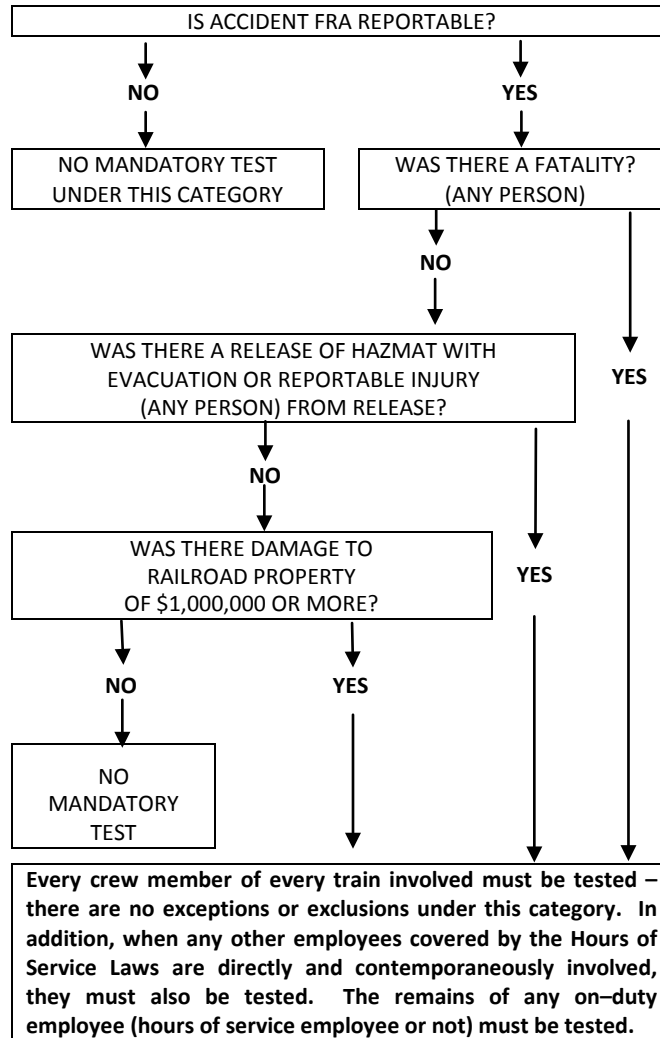 IS ACCIDENT FRA REPORTABLE?
NO
YES
NO MANDATORY TEST
UNDER THIS CATEGORY
WAS THERE A FATALITY?
(ANY PERSON)
NO
YES
WAS THERE A RELEASE OF HAZMAT WITH
EVACUATION OR REPORTABLE INJURY
(ANY PERSON) FROM RELEASE?
NO
YES
WAS THERE DAMAGE TO
RAILROAD PROPERTY
OF $1,000,000 OR MORE?
NO
YES
NO
MANDATORY
TEST
Every crew member of every train involved must be tested –
there are no exceptions or exclusions under this category. In
addition, when any other employees covered by the Hours of
Service Laws are directly and contemporaneously involved,
they must also be tested. The remains of any on–duty
employee (hours of service employee or not) must be tested.